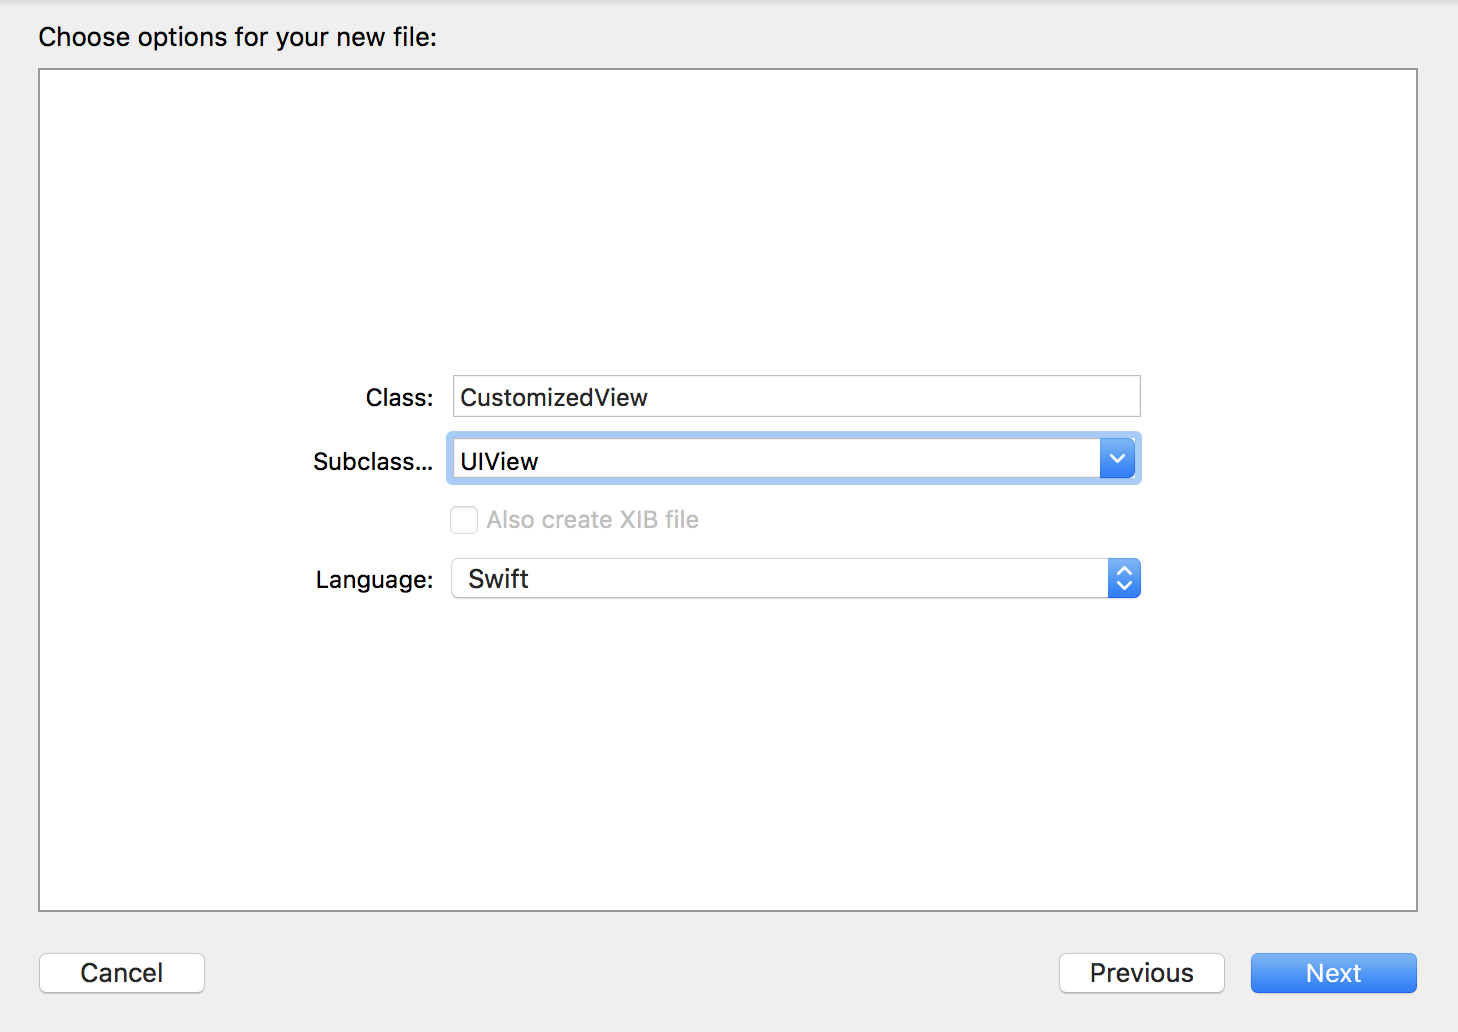 Choose options for your new file:
Class: CustomizedView
Subclass... UIView
Also create XIB file
Language: Swift
Cancel Previous Next